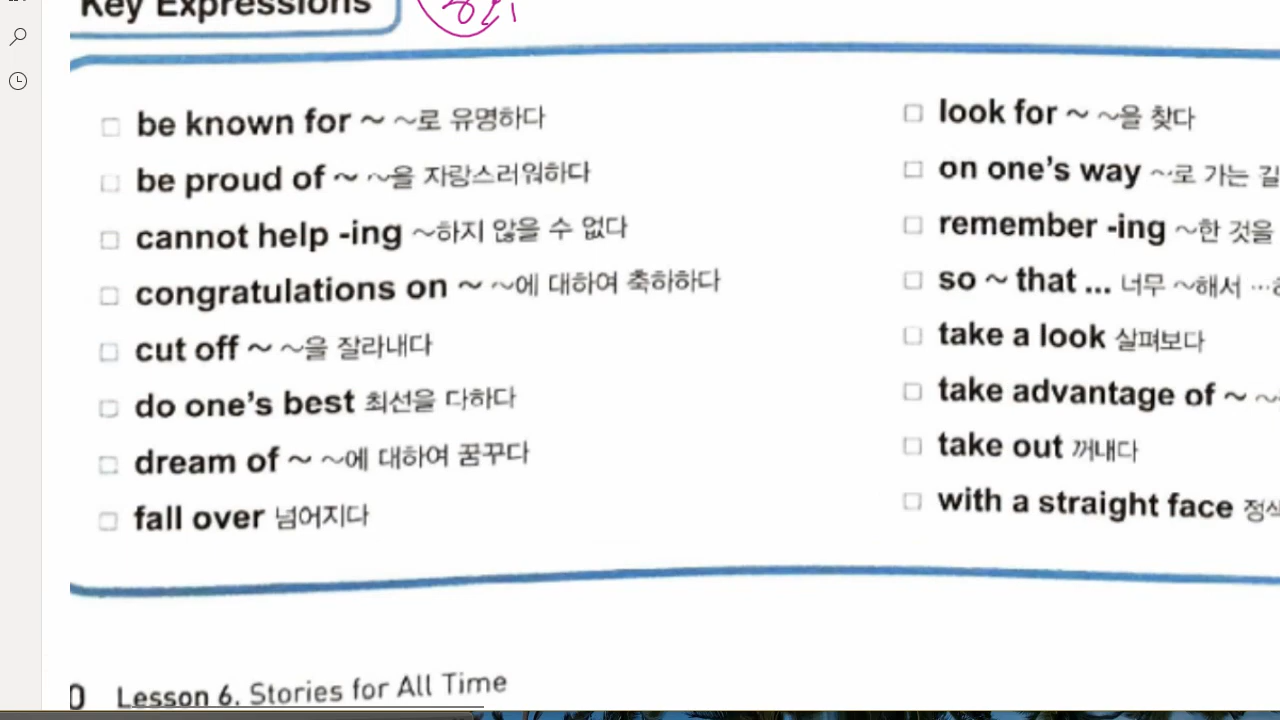 Key Expressions
be known for ~ ~로 유명하다
be proud of ~ ~을 자랑스러워하다
cannot help -ing ~하지 않을 수 없다
congratulations on ~ ~에 대하여 축하하다
cut off ~ ~을 잘라내다
do one's best 최선을 다하다
dream of ~ ~에 대하여 꿈꾸다
fall over 넘어지다
look for ~ ~을 찾다
on one's way ~로 가는 길
remember -ing ~한 것을
so ~ that ... 너무 ~해서 …
take a look 살펴보다
take advantage of ~ ~
take out 꺼내다
with a straight face
Lesson 6. Stories for All Time